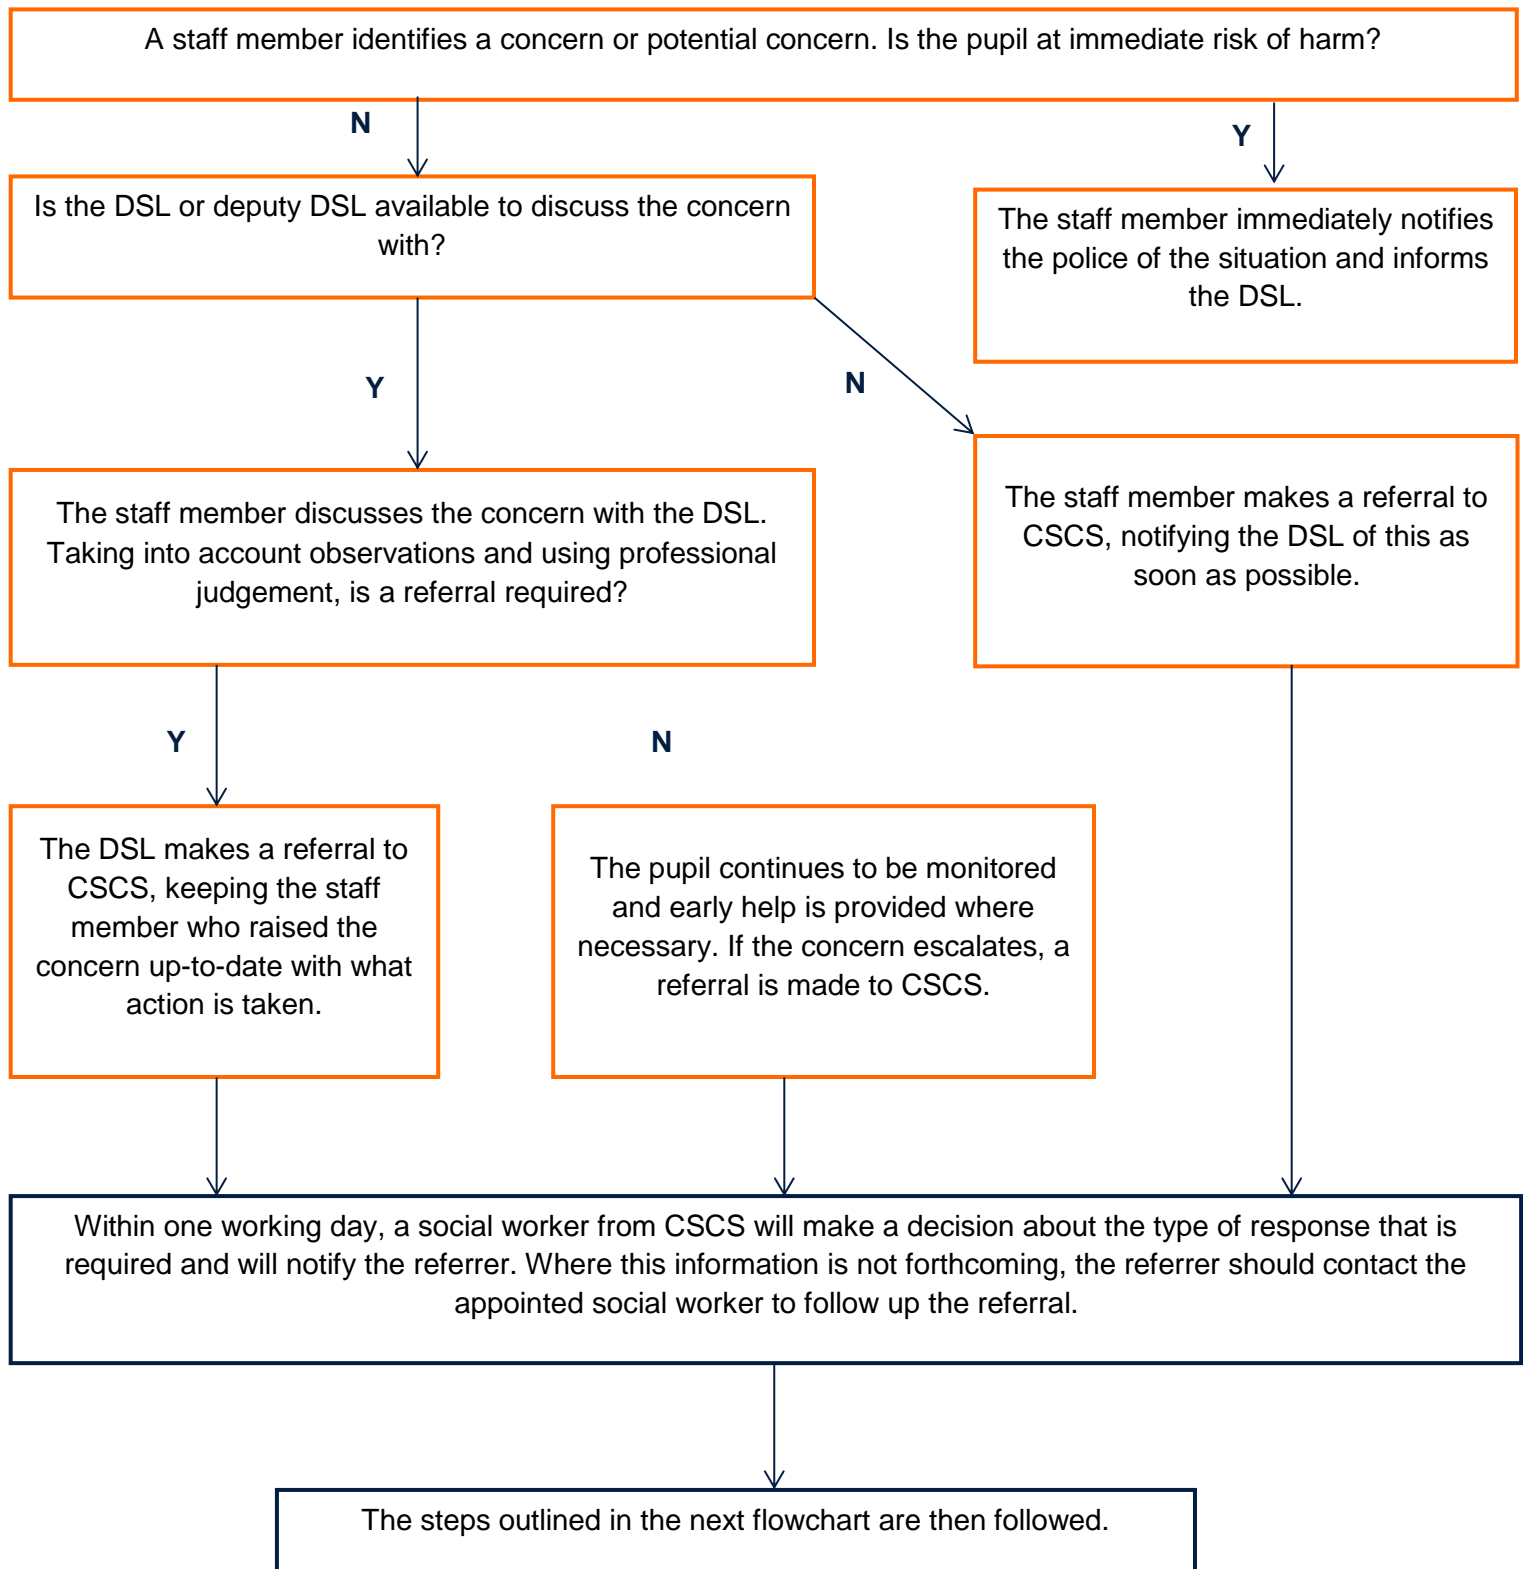 A staff member identifies a concern or potential concern. Is the pupil at immediate risk of harm?
N
Y
Is the DSL or deputy DSL available to discuss the concern
with?
The staff member immediately notifies
the police of the situation and informs
the DSL.
Y
N
The staff member discusses the concern with the DSL.
Taking into account observations and using professional
judgement, is a referral required?
The staff member makes a referral to
CSCS, notifying the DSL of this as
soon as possible.
Y
N
The DSL makes a referral to
CSCS, keeping the staff
member who raised the
concern up-to-date with what
action is taken.
The pupil continues to be monitored
and early help is provided where
necessary. If the concern escalates, a
referral is made to CSCS.
Within one working day, a social worker from CSCS will make a decision about the type of response that is
required and will notify the referrer. Where this information is not forthcoming, the referrer should contact the
appointed social worker to follow up the referral.
The steps outlined in the next flowchart are then followed.